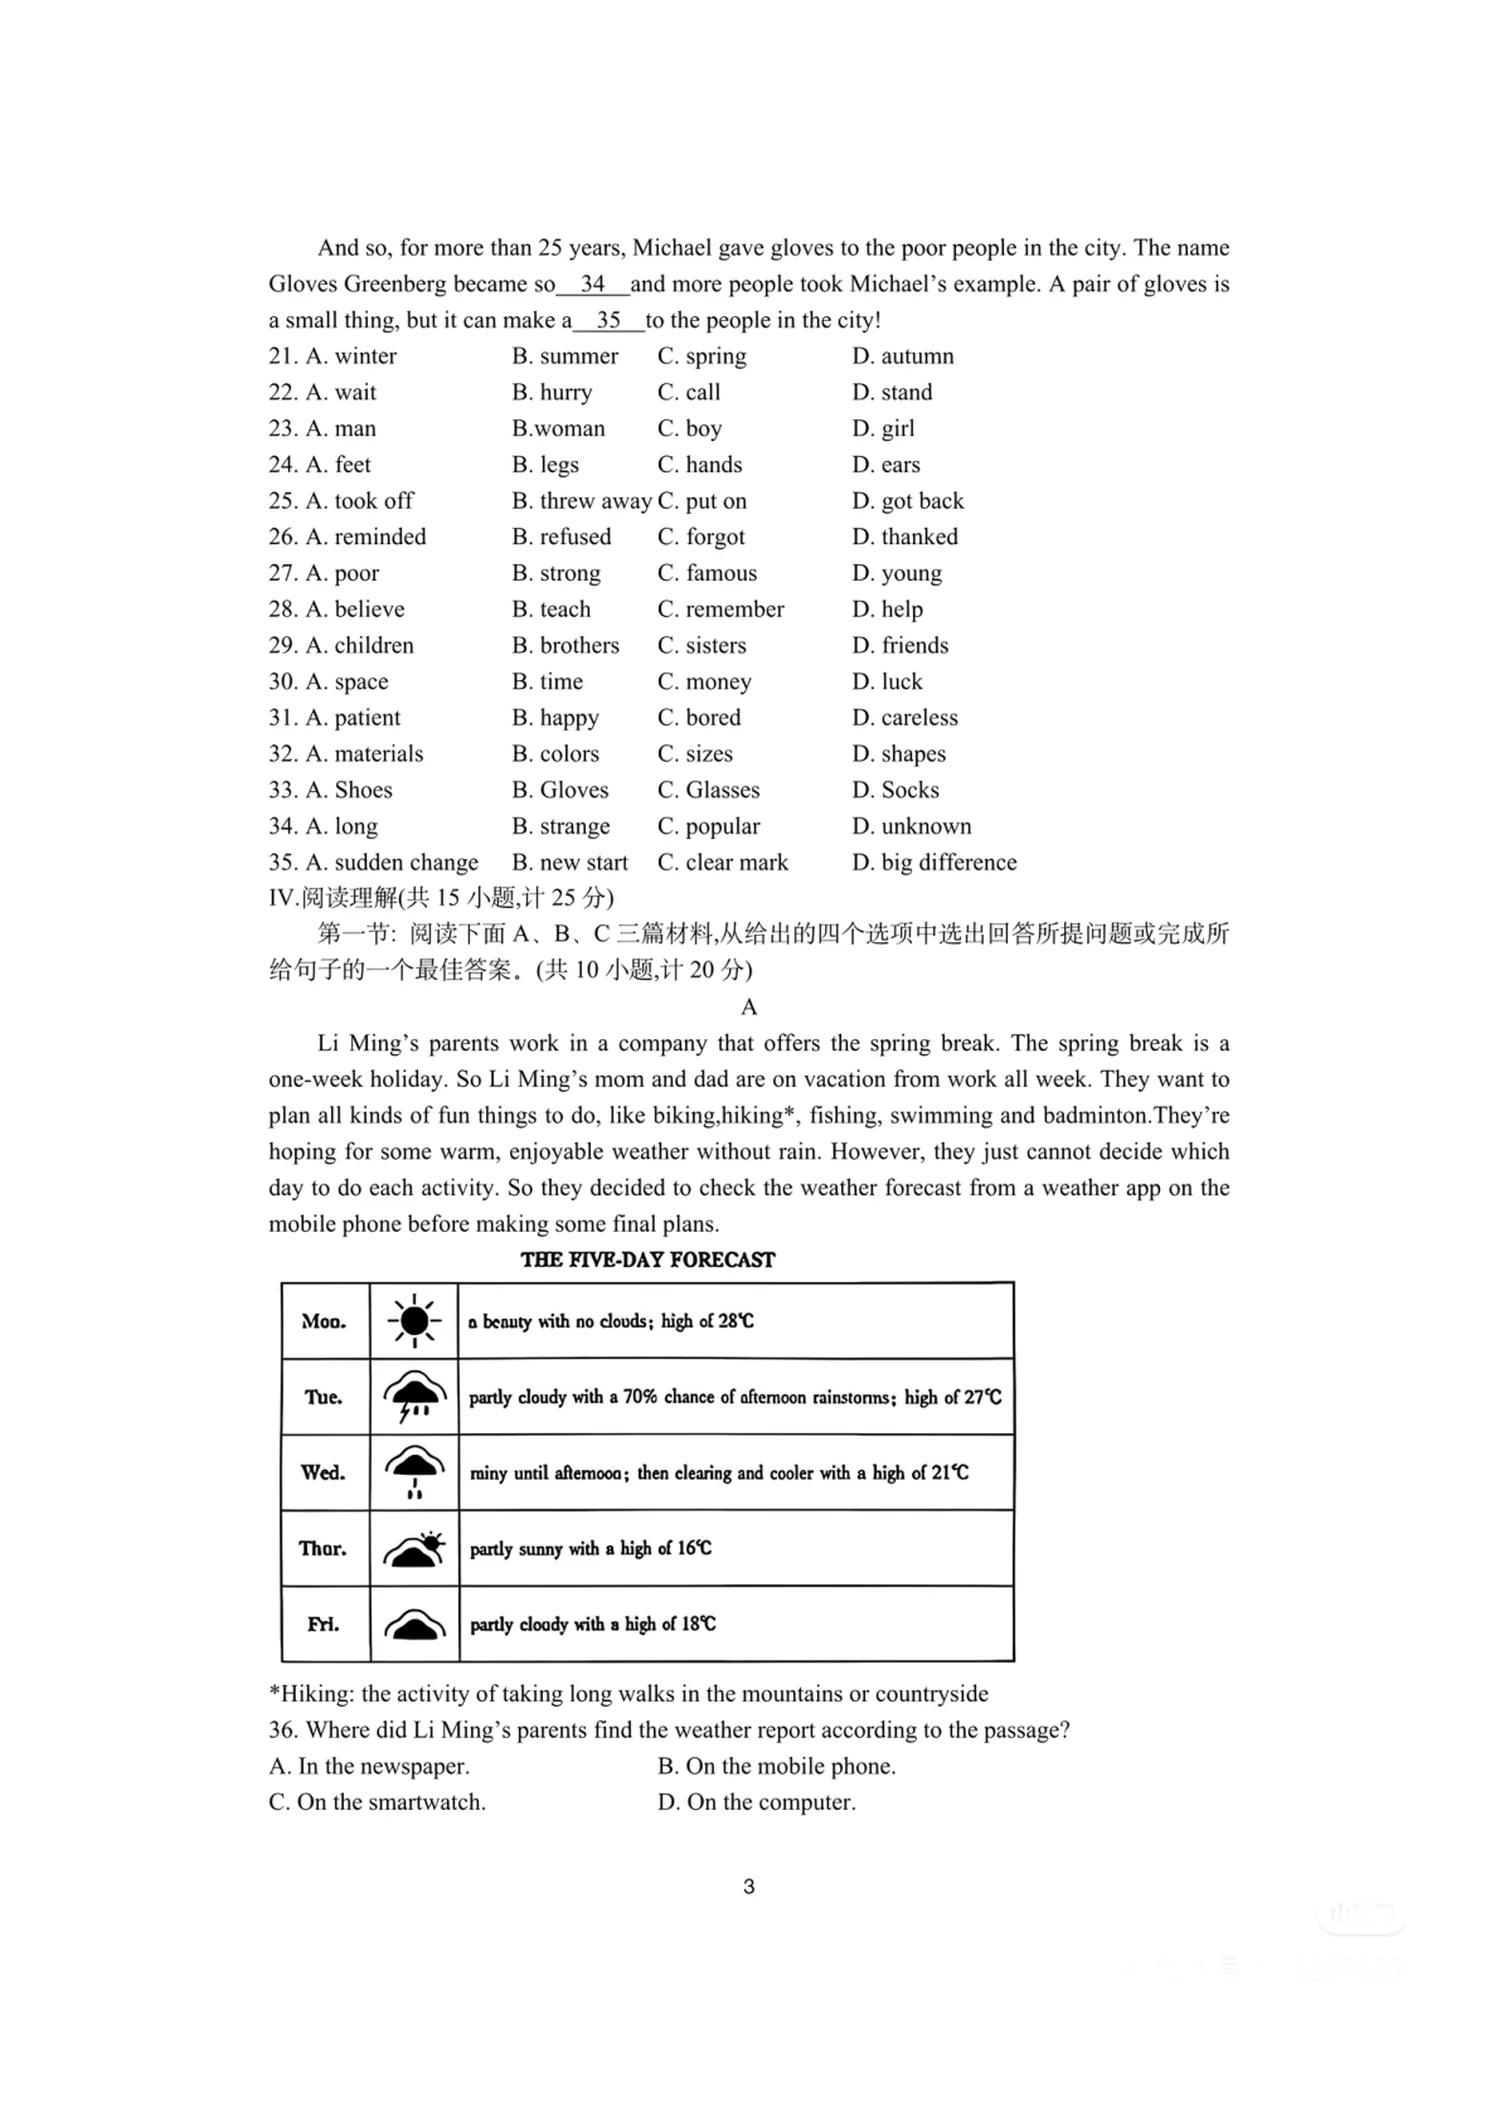 And so, for more than 25 years, Michael gave gloves to the poor people in the city. The name
Gloves Greenberg became so 34 and more people took Michael's example. A pair of gloves is
a small thing, but it can make a 35 to the people in the city!
21. A. winter B. summer C. spring D. autumn
22. A. wait B. hurry C. call D. stand
23. A. man B.woman C. boy D. girl
24. A. feet B. legs C. hands D. ears
25. A. took off B. threw away C. put on D. got back
26. A. reminded B. refused C. forgot D. thanked
27. A. poor B. strong C. famous D. young
28. A. believe B. teach C. remember D. help
29. A. children B. brothers C. sisters D. friends
30. A. space B. time C. money D. luck
31. A. patient B. happy C. bored D. careless
32. A. materials B. colors C. sizes D. shapes
33. A. Shoes B. Gloves C. Glasses D. Socks
34. A. long B. strange C. popular D. unknown
35. A. sudden change B. new start C. clear mark D. big difference
IV.阅读理解(共 15 小题,计 25 分)
第一节: 阅读下面 A、B、C 三篇材料,从给出的四个选项中选出回答所提问题或完成所
给句子的一个最佳答案。(共 10 小题,计 20 分)
A
Li Ming's parents work in a company that offers the spring break. The spring break is a
one-week holiday. So Li Ming's mom and dad are on vacation from work all week. They want to
plan all kinds of fun things to do, like biking,hiking*, fishing, swimming and badminton.They're
hoping for some warm, enjoyable weather without rain. However, they just cannot decide which
day to do each activity. So they decided to check the weather forecast from a weather app on the
mobile phone before making some final plans.
THE FIVE-DAY FORECAST
Mon. a beauty with no clouds; high of 28℃
Tue. partly cloudy with a 70% chance of afternoon rainstorms; high of 27℃
Wed. rainy until afternoon; then clearing and cooler with a high of 21℃
Thur. partly sunny with a high of 16℃
Fri. partly cloudy with a high of 18℃
*Hiking: the activity of taking long walks in the mountains or countryside
36. Where did Li Ming's parents find the weather report according to the passage?
A. In the newspaper. B. On the mobile phone.
C. On the smartwatch. D. On the computer.
3